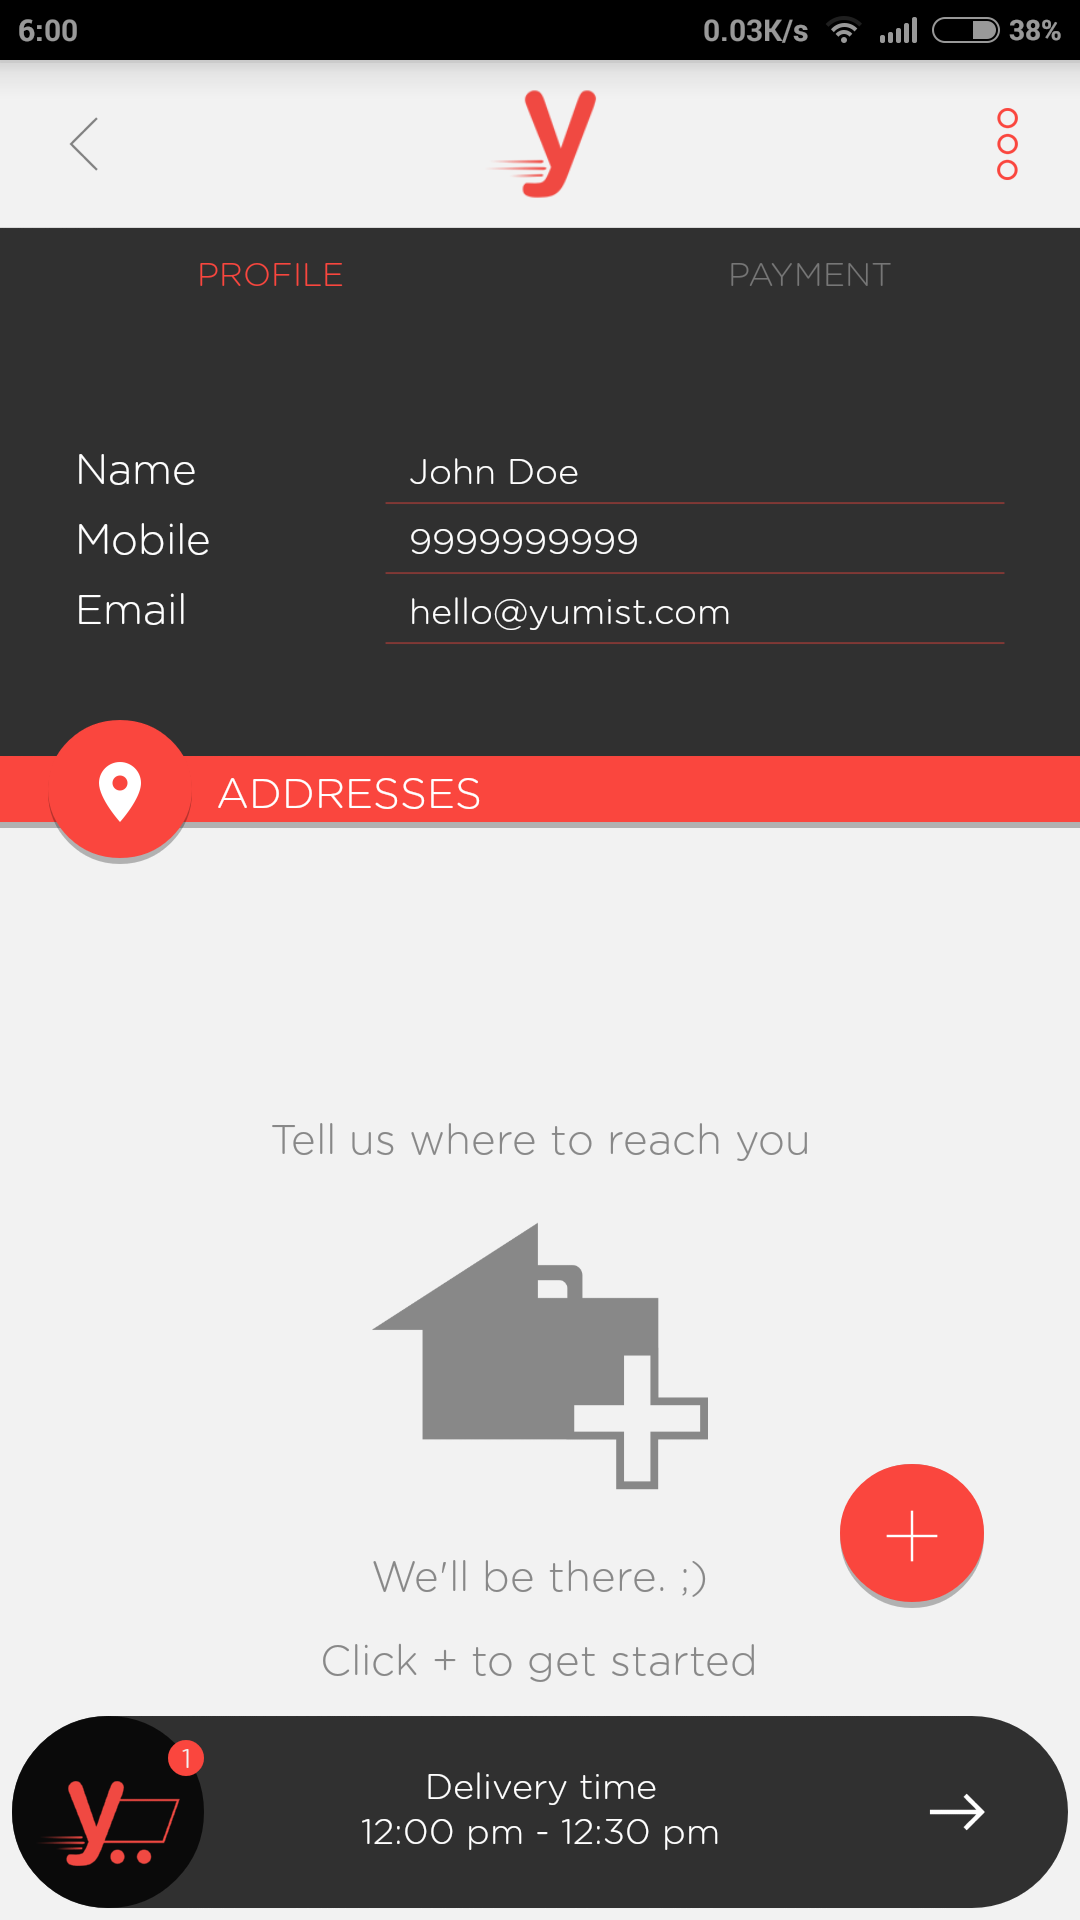 6:00 0.03K/s 38%
y
PROFILE PAYMENT
Name John Doe
Mobile 9999999999
Email hello@yumist.com
ADDRESSES
Tell us where to reach you
We'll be there. ;)
Click + to get started
y 1
Delivery time
12:00 pm - 12:30 pm